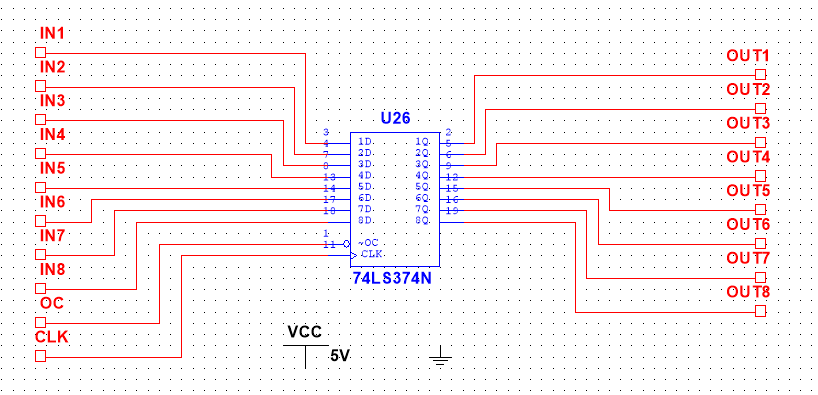 IN1
IN2
IN3
IN4
IN5
IN6
IN7
IN8
OC
CLK
U26
3
4
7
8
13
14
17
18
1
11
1D
2D
3D
4D
5D
6D
7D
8D
~OC
CLK
1Q
2Q
3Q
4Q
5Q
6Q
7Q
8Q
2
5
6
9
12
15
16
19
74LS374N
VCC
5V
OUT1
OUT2
OUT3
OUT4
OUT5
OUT6
OUT7
OUT8